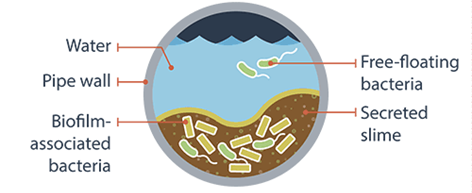 Water
Pipe wall
Biofilm-
associated
bacteria
Free-floating
bacteria
Secreted
slime